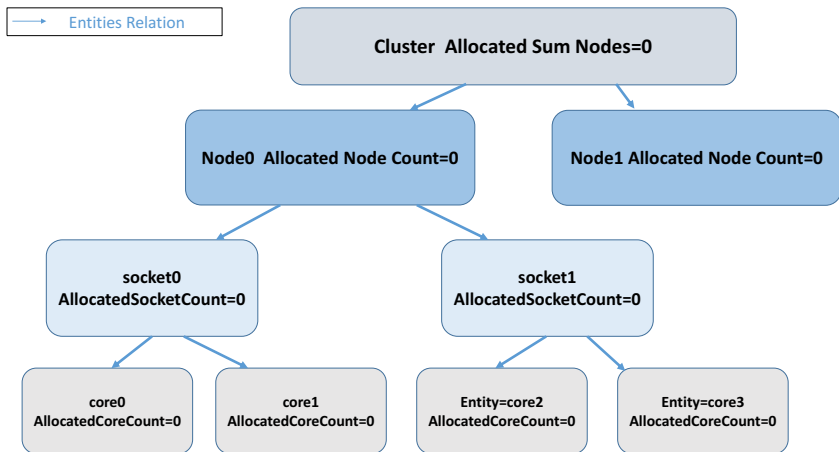 Entities Relation
Cluster Allocated Sum Nodes=0
Node0 Allocated Node Count=0
Node1 Allocated Node Count=0
socket0
AllocatedSocketCount=0
socket1
AllocatedSocketCount=0
core0
AllocatedCoreCount=0
core1
AllocatedCoreCount=0
Entity=core2
AllocatedCoreCount=0
Entity=core3
AllocatedCoreCount=0